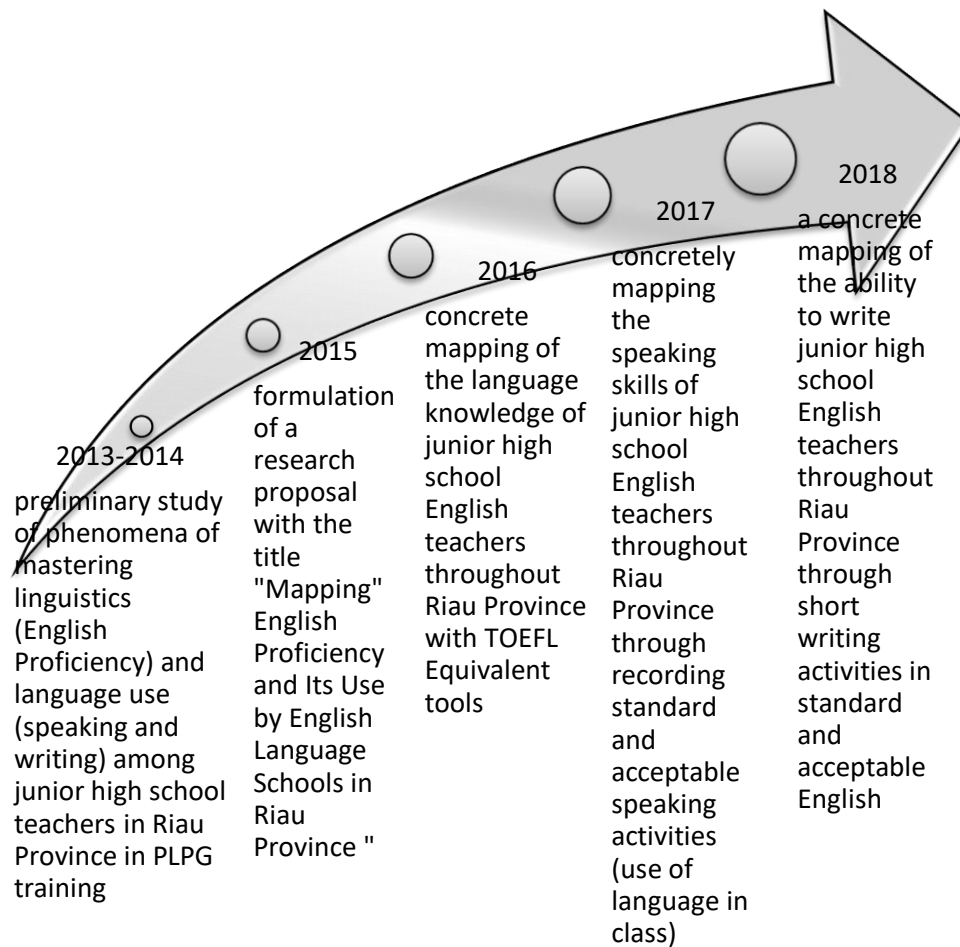 2013-2014
preliminary study
of phenomena of
mastering
linguistics
(English
Proficiency) and
language use
(speaking and
writing) among
junior high school
teachers in Riau
Province in PLPG
training
2015
formulation
of a
research
proposal
with the
title
"Mapping"
English
Proficiency
and Its Use
by English
Language
Schools in
Riau
Province "
2016
concrete
mapping of
the language
knowledge of
junior high
school
English
teachers
throughout
Riau Province
with TOEFL
Equivalent
tools
2017
concretely
mapping
the
speaking
skills of
junior high
school
English
teachers
throughout
Riau
Province
through
recording
standard
and
acceptable
speaking
activities
(use of
language in
class)
2018
a concrete
mapping of
the ability
to write
junior high
school
English
teachers
throughout
Riau
Province
through
short
writing
activities in
standard
and
acceptable
English